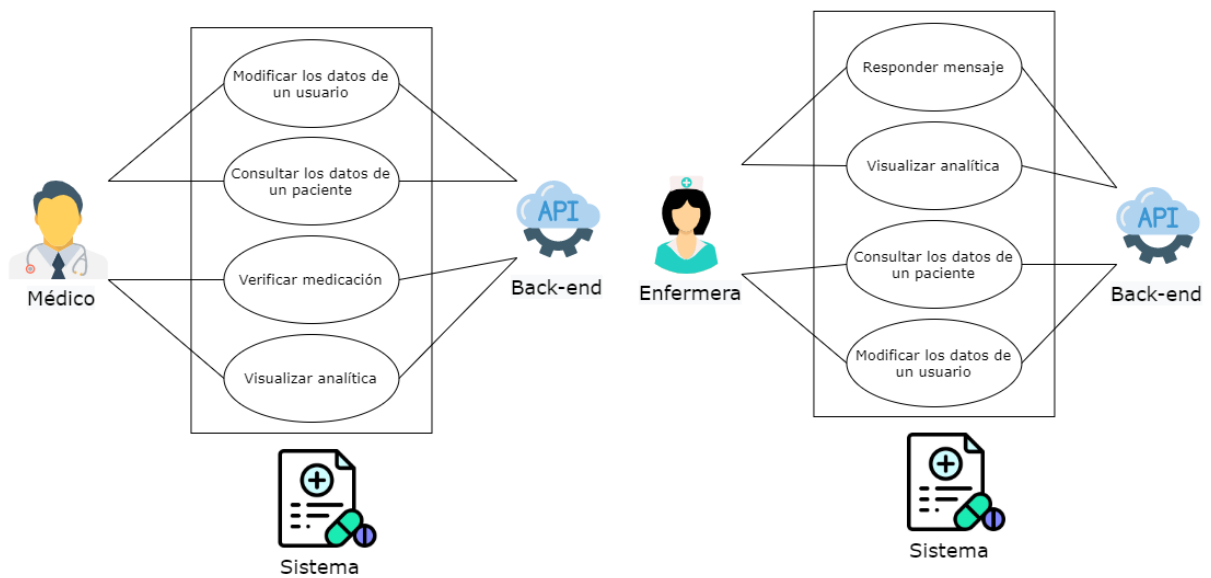 Modificar los datos de
un usuario
Consultar los datos de
un paciente
Verificar medicación
Visualizar analítica
Médico
API
Back-end
Sistema
Responder mensaje
Visualizar analítica
Consultar los datos de
un paciente
Modificar los datos de
un usuario
Enfermera
API
Back-end
Sistema